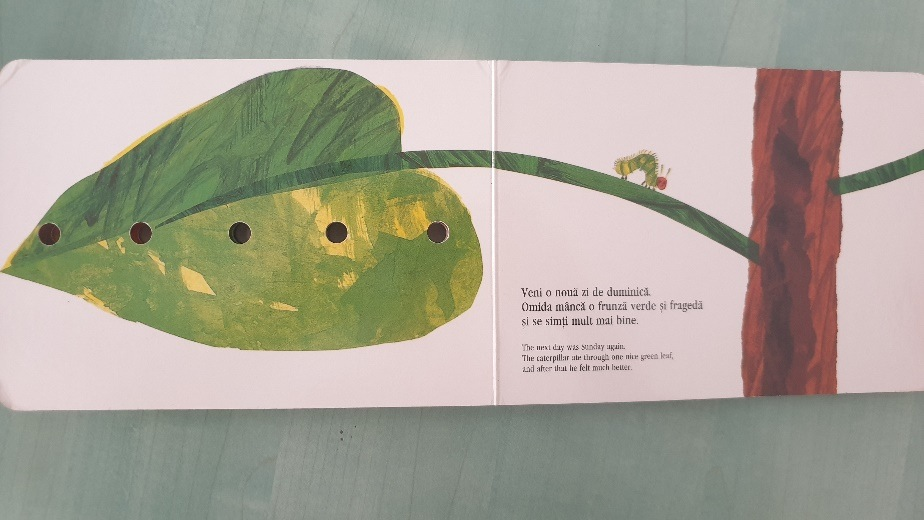 Veni o nouă zi de duminică.
Omida mâncă o frunză verde și fragedă
și se simți mult mai bine.
The next day was Sunday again.
The caterpillar ate through one nice green leaf,
and after that he felt much better.